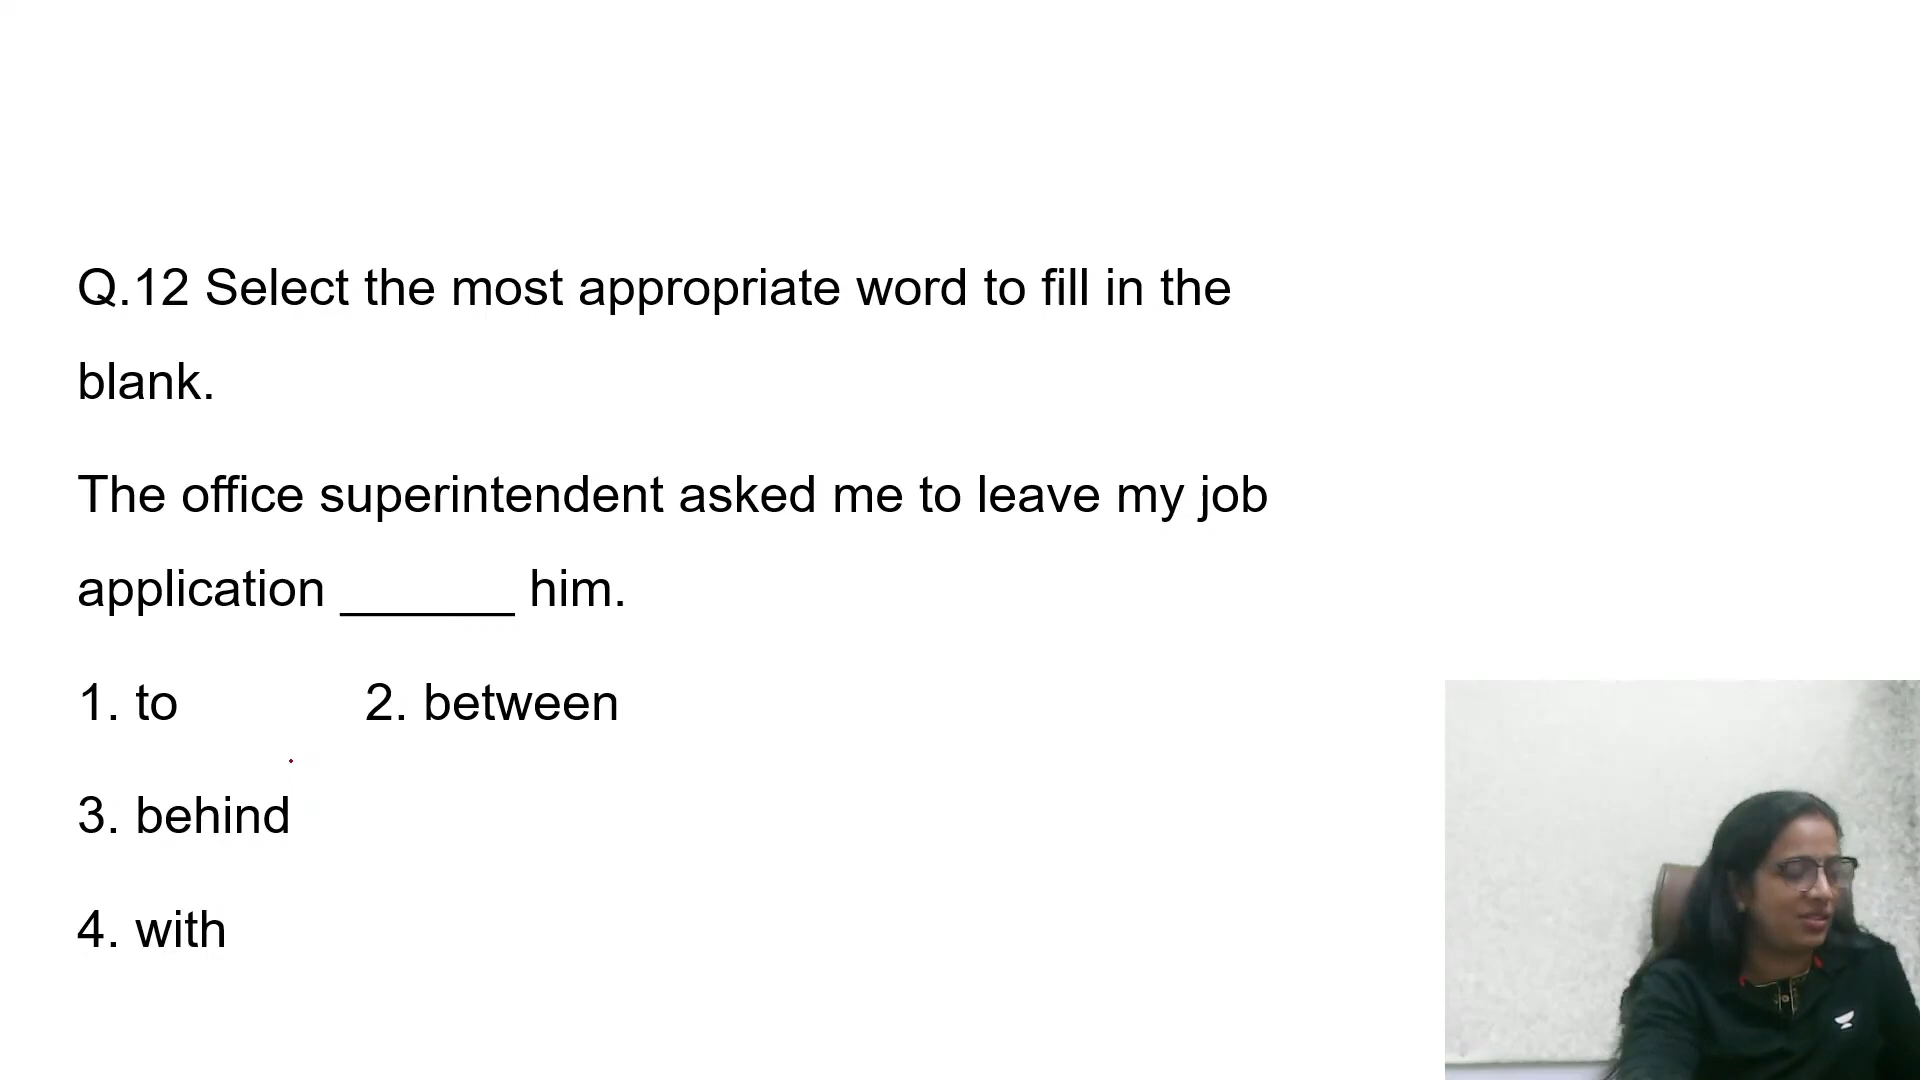 Q.12 Select the most appropriate word to fill in the
blank.
The office superintendent asked me to leave my job
application ______ him.
1. to 2. between
3. behind
4. with